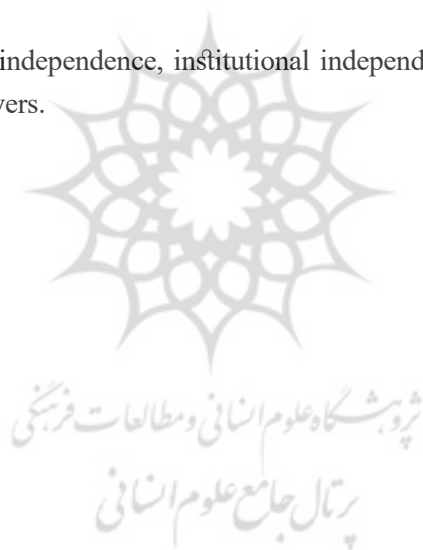 independence, institutional independ
vers.
پژوهشگاه علوم انسانی و مطالعات فرهنگی
پرتال جامع علوم انسانی